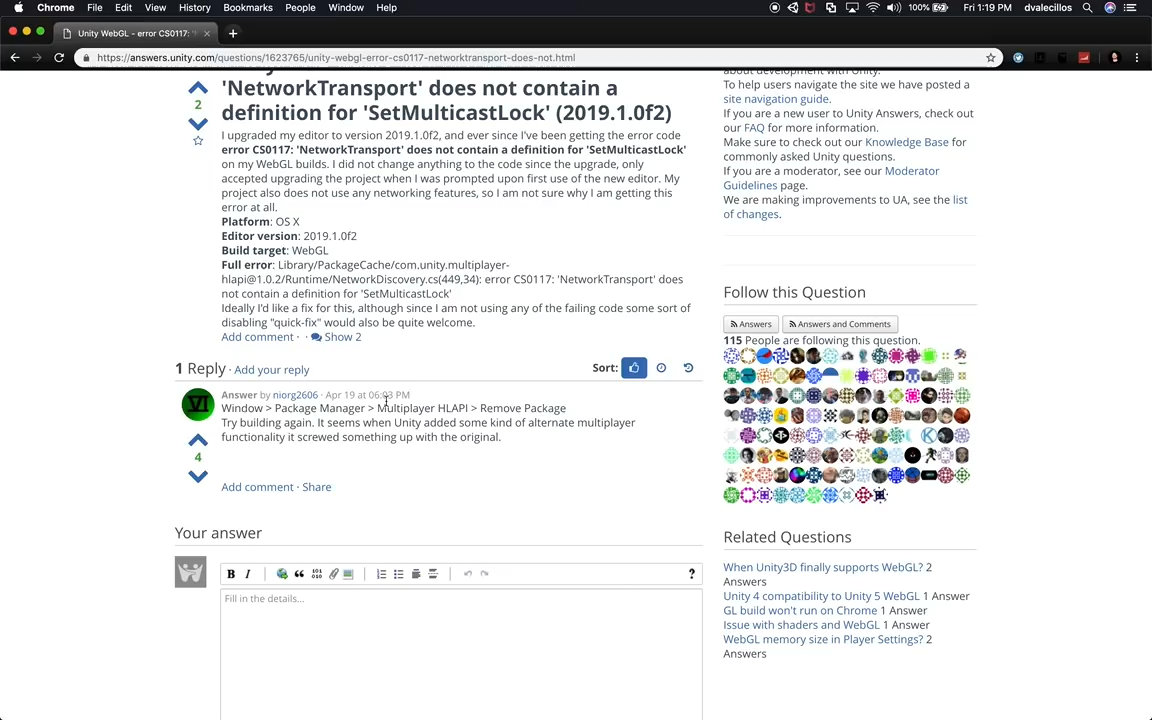 Chrome File Edit View History Bookmarks People Window Help 100% Fri 1:19 PM dvalecillos
Unity WebGL - error CS0117: '
https://answers.unity.com/questions/1623765/unity-webgl-error-cs0117-networktransport-does-not.html
2
'NetworkTransport' does not contain a
definition for 'SetMulticastLock' (2019.1.0f2)
I upgraded my editor to version 2019.1.0f2, and ever since I've been getting the error code
error CS0117: 'NetworkTransport' does not contain a definition for 'SetMulticastLock'
on my WebGL builds. I did not change anything to the code since the upgrade, only
accepted upgrading the project when I was prompted upon first use of the new editor. My
project also does not use any networking features, so I am not sure why I am getting this
error at all.
Platform: OS X
Editor version: 2019.1.0f2
Build target: WebGL
Full error: Library/PackageCache/com.unity.multiplayer-
hlapi@1.0.2/Runtime/NetworkDiscovery.cs(449,34): error CS0117: 'NetworkTransport' does
not contain a definition for 'SetMulticastLock'
Ideally I'd like a fix for this, although since I am not using any of the failing code some sort of
disabling "quick-fix" would also be quite welcome.
Add comment · · Show 2
1 Reply · Add your reply
Sort:
VI
Answer by niorg2606 · Apr 19 at PM
Window > Package Manager > Multiplayer HLAPI > Remove Package
Try building again. It seems when Unity added some kind of alternate multiplayer
functionality it screwed something up with the original.
4
Add comment · Share
Your answer
B I 101 010 ?
Fill in the details...
about development with Unity.
To help users navigate the site we have posted a
site navigation guide.
If you are a new user to Unity Answers, check out
our FAQ for more information.
Make sure to check out our Knowledge Base for
commonly asked Unity questions.
If you are a moderator, see our Moderator
Guidelines page.
We are making improvements to UA, see the list
of changes.
Follow this Question
Answers Answers and Comments
115 People are following this question.
Related Questions
When Unity3D finally supports WebGL? 2
Answers
Unity 4 compatibility to Unity 5 WebGL 1 Answer
GL build won't run on Chrome 1 Answer
Issue with shaders and WebGL 1 Answer
WebGL memory size in Player Settings? 2
Answers